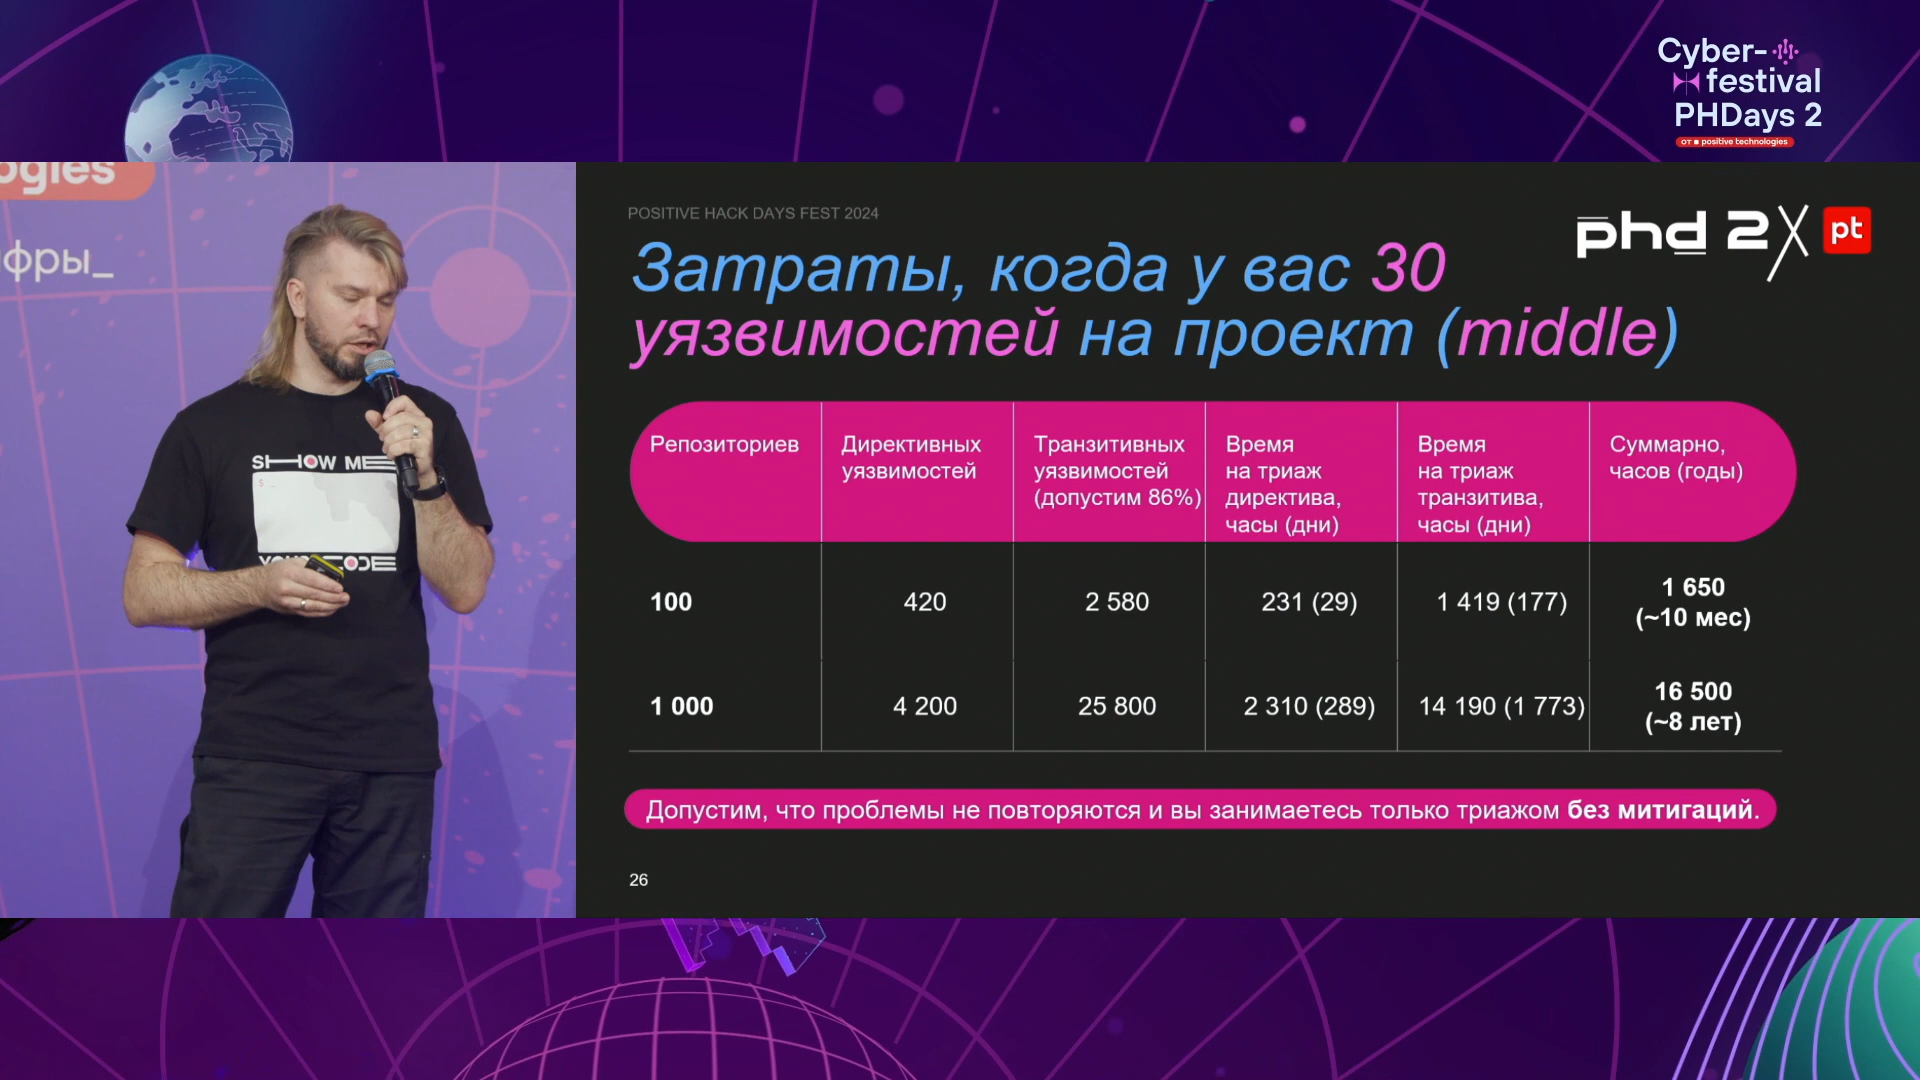 Cyber-
festival
PHDays 2
от positive technologies
ogies
фры_
SHOW ME
$ _
POSITIVE HACK DAYS FEST 2024
phd 2
pt
Затраты, когда у вас 30
уязвимостей на проект (middle)
Репозиториев
Директивных
уязвимостей
Транзитивных
уязвимостей
(допустим 86%)
Время
на триаж
директива,
часы (дни)
Время
на триаж
транзитива,
часы (дни)
Суммарно,
часов (годы)
100
420
2 580
231 (29)
1 419 (177)
1 650
(~10 мес)
1 000
4 200
25 800
2 310 (289)
14 190 (1 773)
16 500
(~8 лет)
Допустим, что проблемы не повторяются и вы занимаетесь только триажом без митигаций.
26